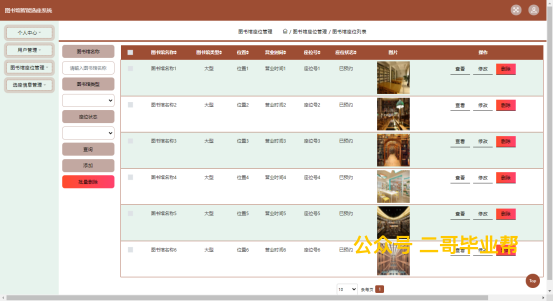 图书馆智能选座系统
图书馆座位管理 / 图书馆座位管理 / 图书馆座位列表
个人中心
用户管理
图书馆座位管理
选座信息管理
图书馆名称
请输入图书馆名称
图书馆类型
座位状态
查询
添加
批量删除
图书馆名称 图书馆类型 位置 营业时间 座位号 座位状态 照片 操作
图书馆名称1 大型 位置1 营业时间1 座位号1 已预约 查看 修改 删除
图书馆名称2 大型 位置2 营业时间2 座位号2 已预约 查看 修改 删除
图书馆名称3 大型 位置3 营业时间3 座位号3 已预约 查看 修改 删除
图书馆名称4 大型 位置4 营业时间4 座位号4 已预约 查看 修改 删除
图书馆名称5 大型 位置5 营业时间5 座位号5 已预约 查看 修改 删除
图书馆名称6 大型 位置6 营业时间6 座位号6 已预约 查看 修改 删除
公众号 二哥毕业帮
10 条每页 1
Top